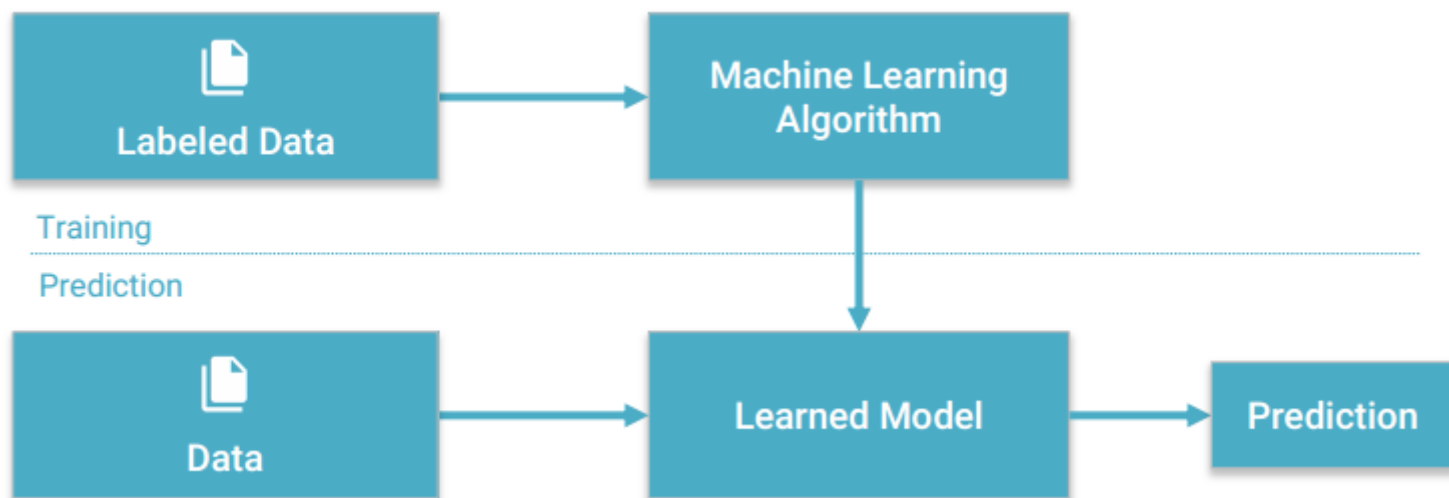 Labeled Data
Machine Learning
Algorithm
Training
Prediction
Data
Learned Model
Prediction